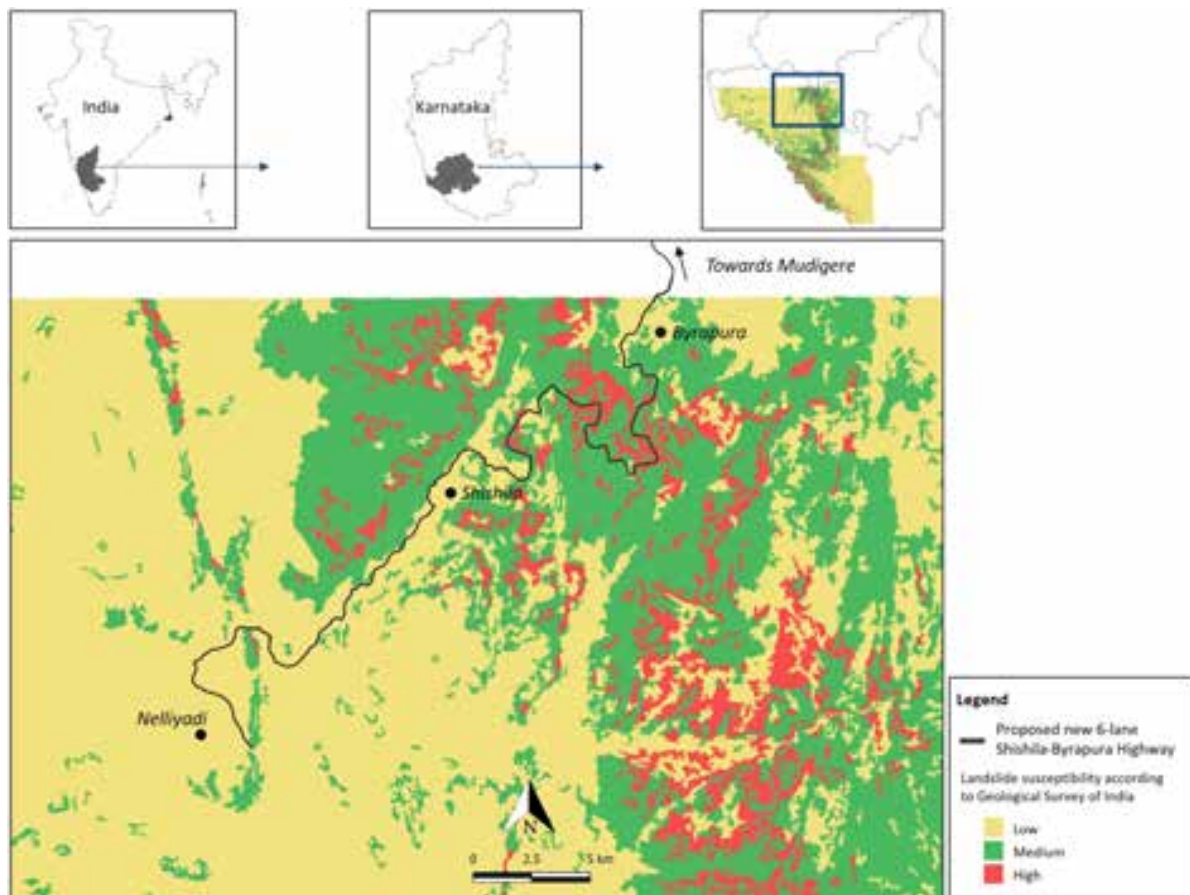 India
Karnataka
Towards Mudigere
Byrapura
Shishila
Nelliyadi
N
0 2.5 5 km
Legend
Proposed new 6-lane
Shishila-Byrapura Highway
Landslide susceptibility according
to Geological Survey of India
Low
Medium
High